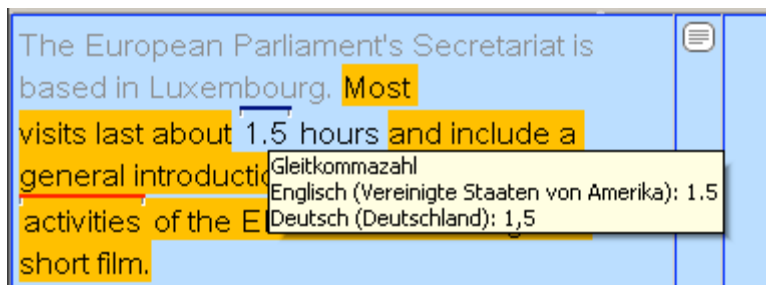 The European Parliament's Secretariat is
based in Luxembourg. Most
visits last about 1.5 hours and include a
general introductio
Gleitkommazahl
Englisch (Vereinigte Staaten von Amerika): 1.5
Deutsch (Deutschland): 1,5
activities of the E
short film.